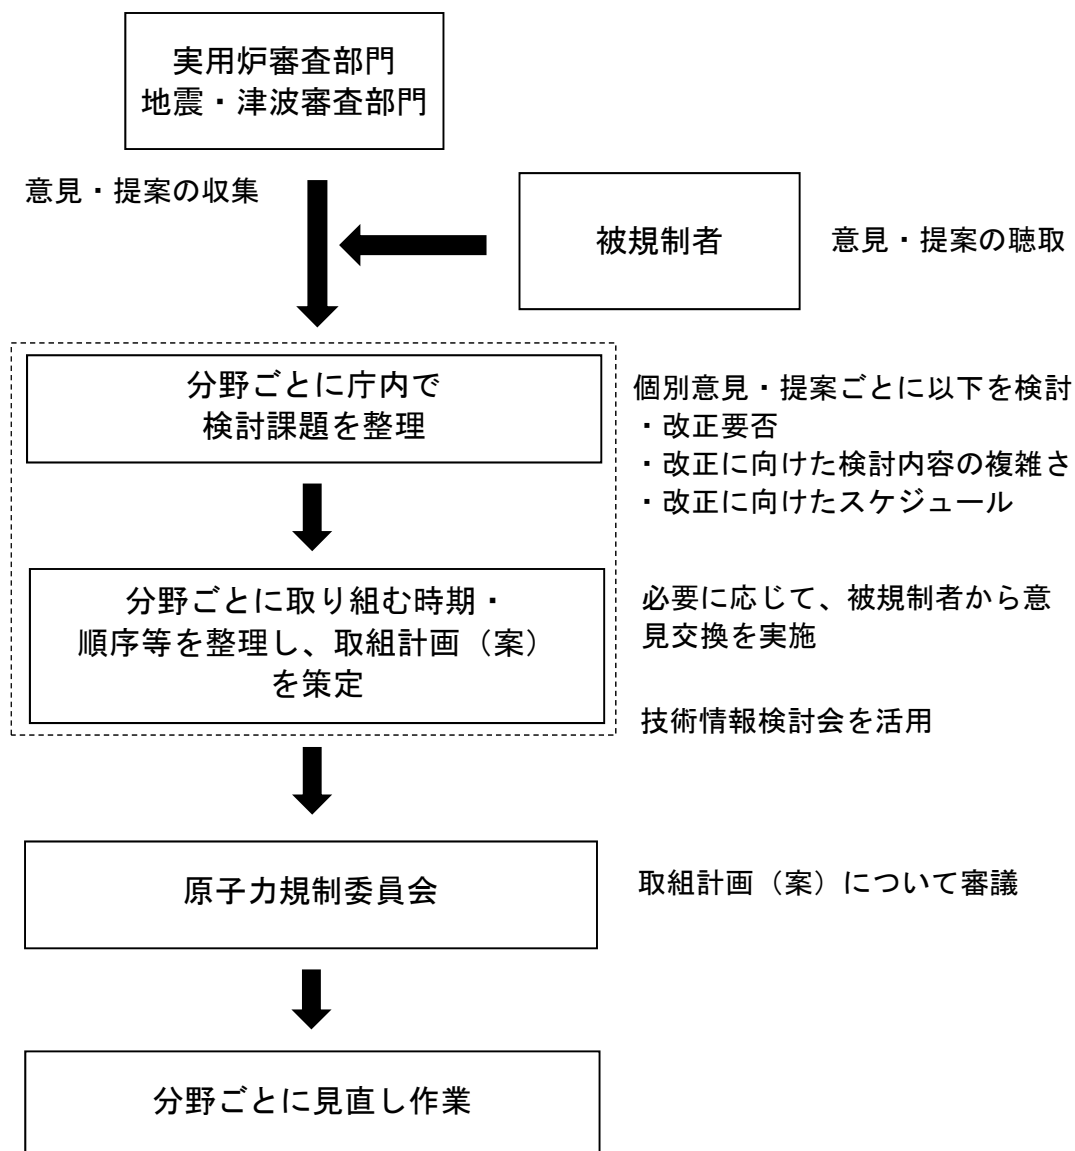 実用炉審査部門
地震・津波審査部門
意見・提案の収集
被規制者
意見・提案の聴取
分野ごとに庁内で
検討課題を整理
個別意見・提案ごとに以下を検討
・改正要否
・改正に向けた検討内容の複雑さ
・改正に向けたスケジュール
分野ごとに取り組む時期・
順序等を整理し、取組計画（案）
を策定
必要に応じて、被規制者から意
見交換を実施
技術情報検討会を活用
原子力規制委員会
取組計画（案）について審議
分野ごとに見直し作業